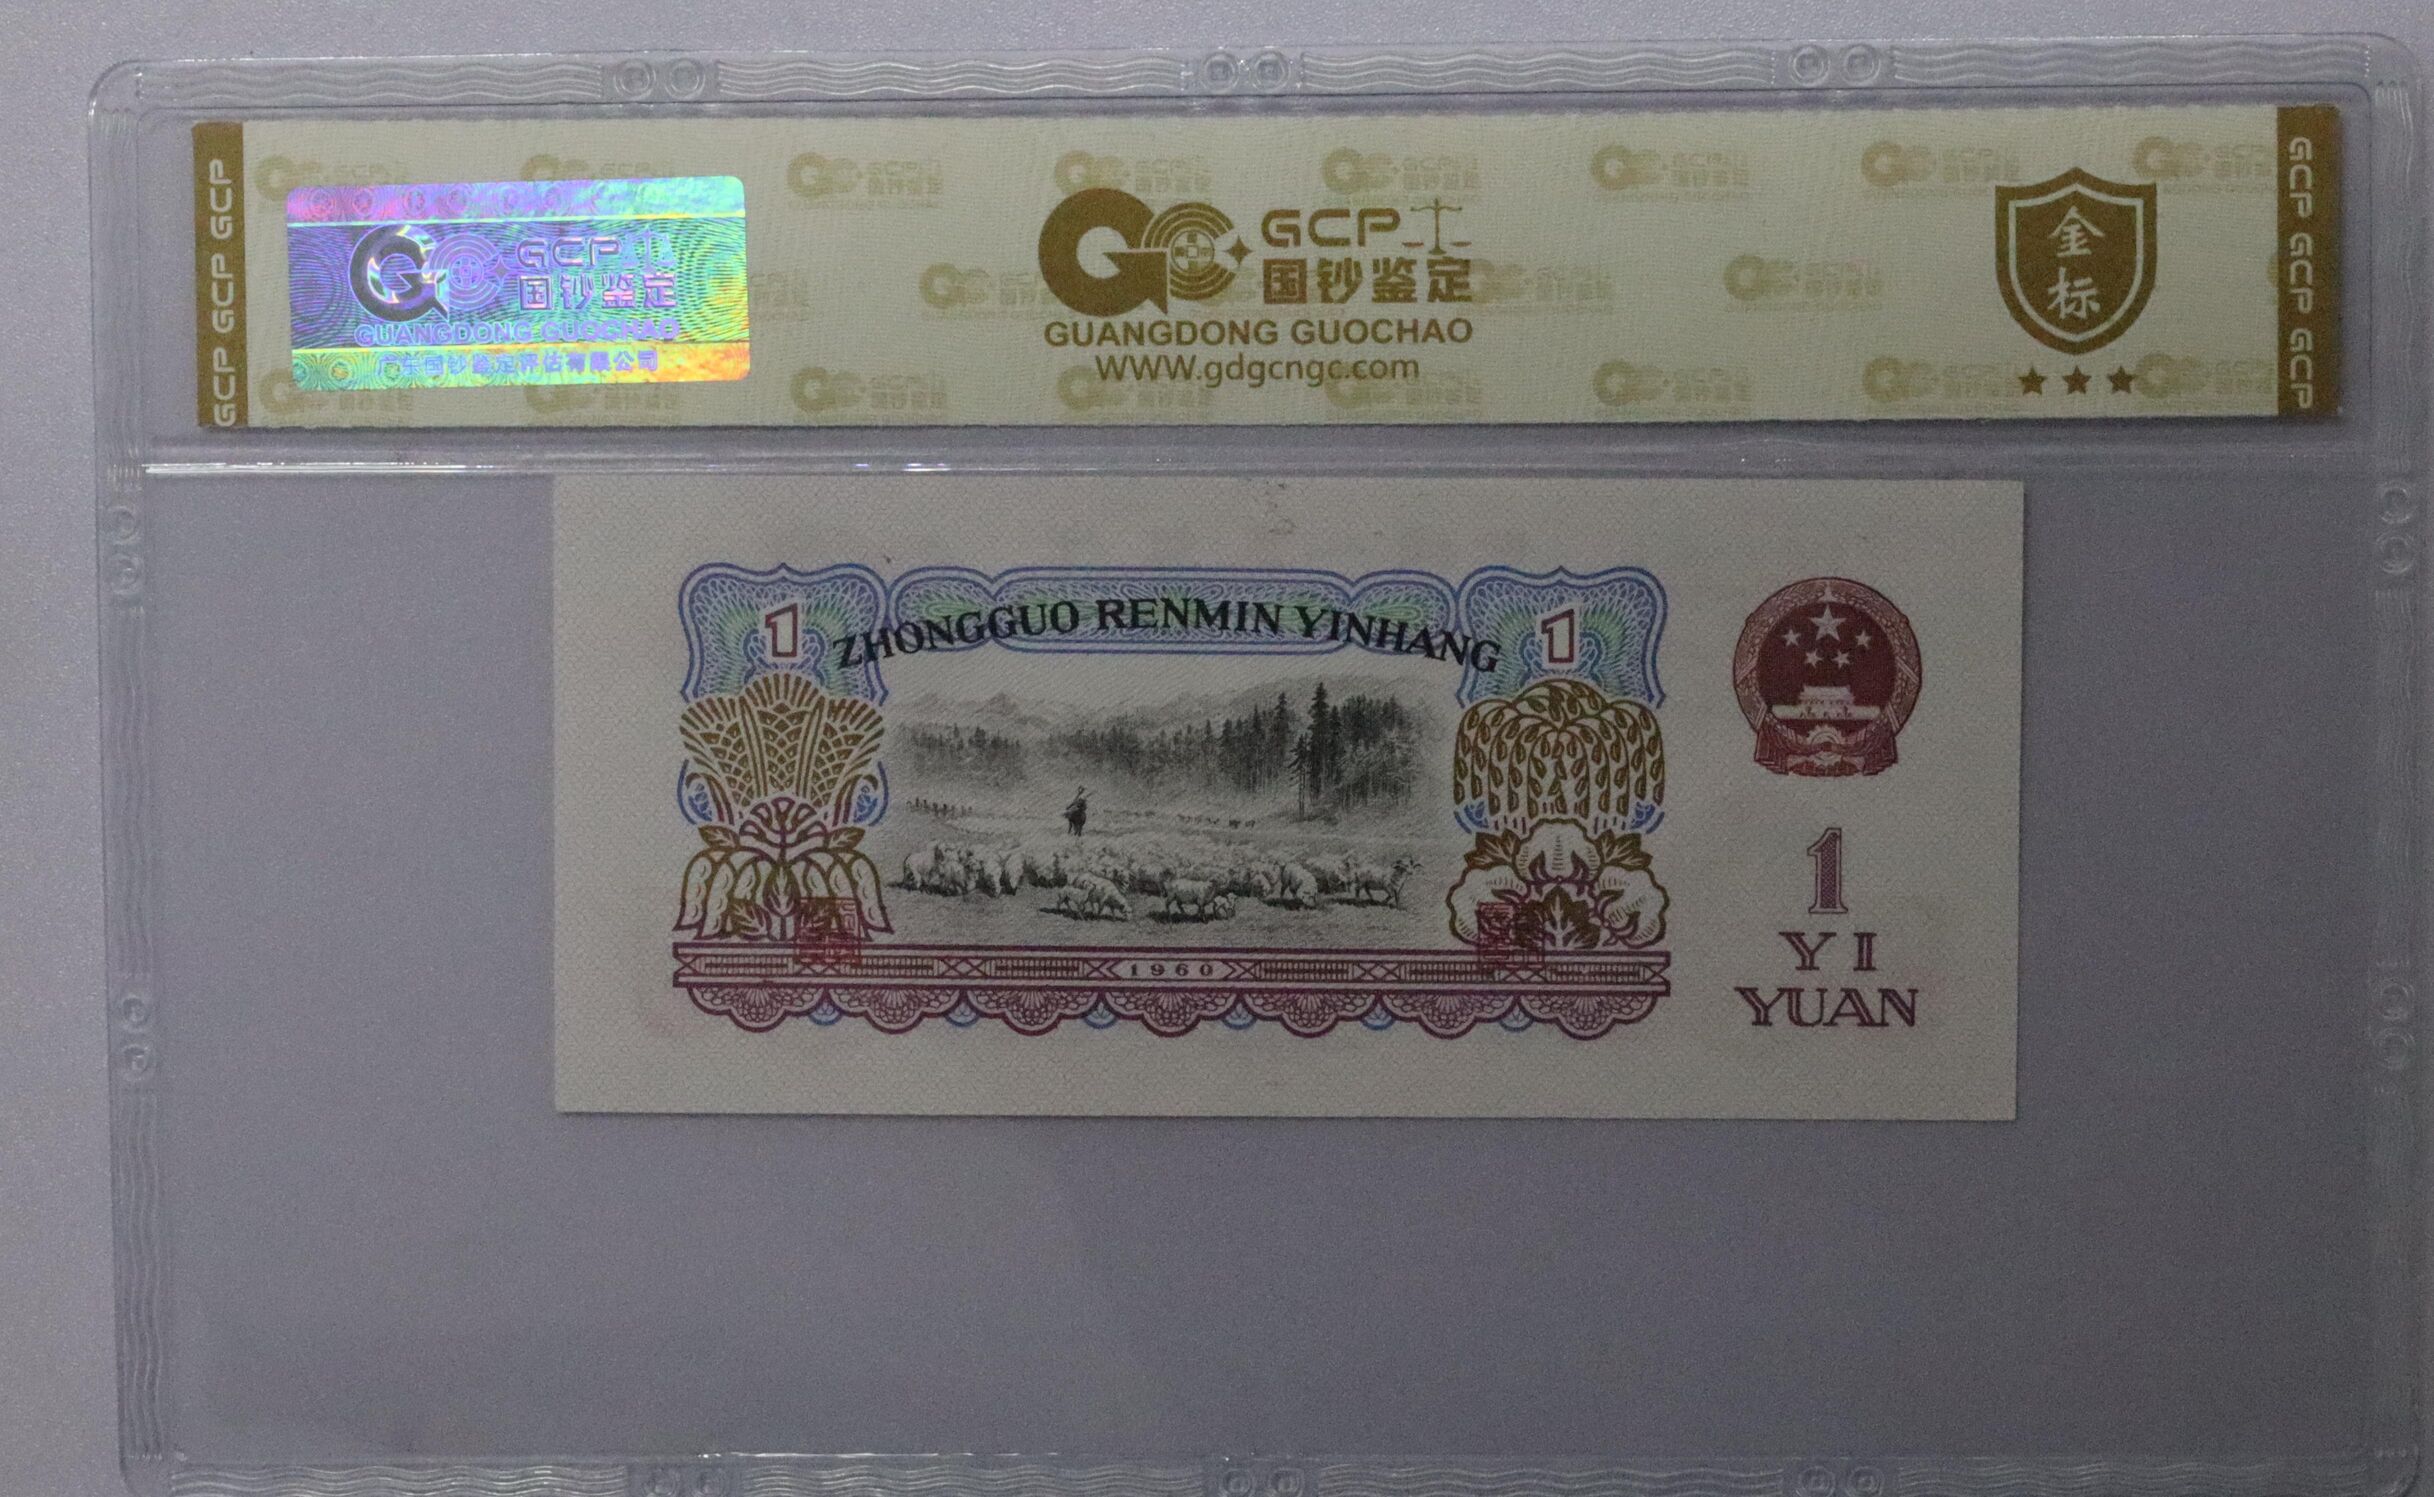 GCP GCP GCP
GCP
国钞鉴定
GUANGDONG GUOCHAO
广东国钞鉴定评估有限公司
GCP
国钞鉴定
GUANGDONG GUOCHAO
WWW.gdgcngc.com
金
标
GCP GCP GCP
1
ZHONGGUO RENMIN YINHANG
1
1960
1
YI
YUAN